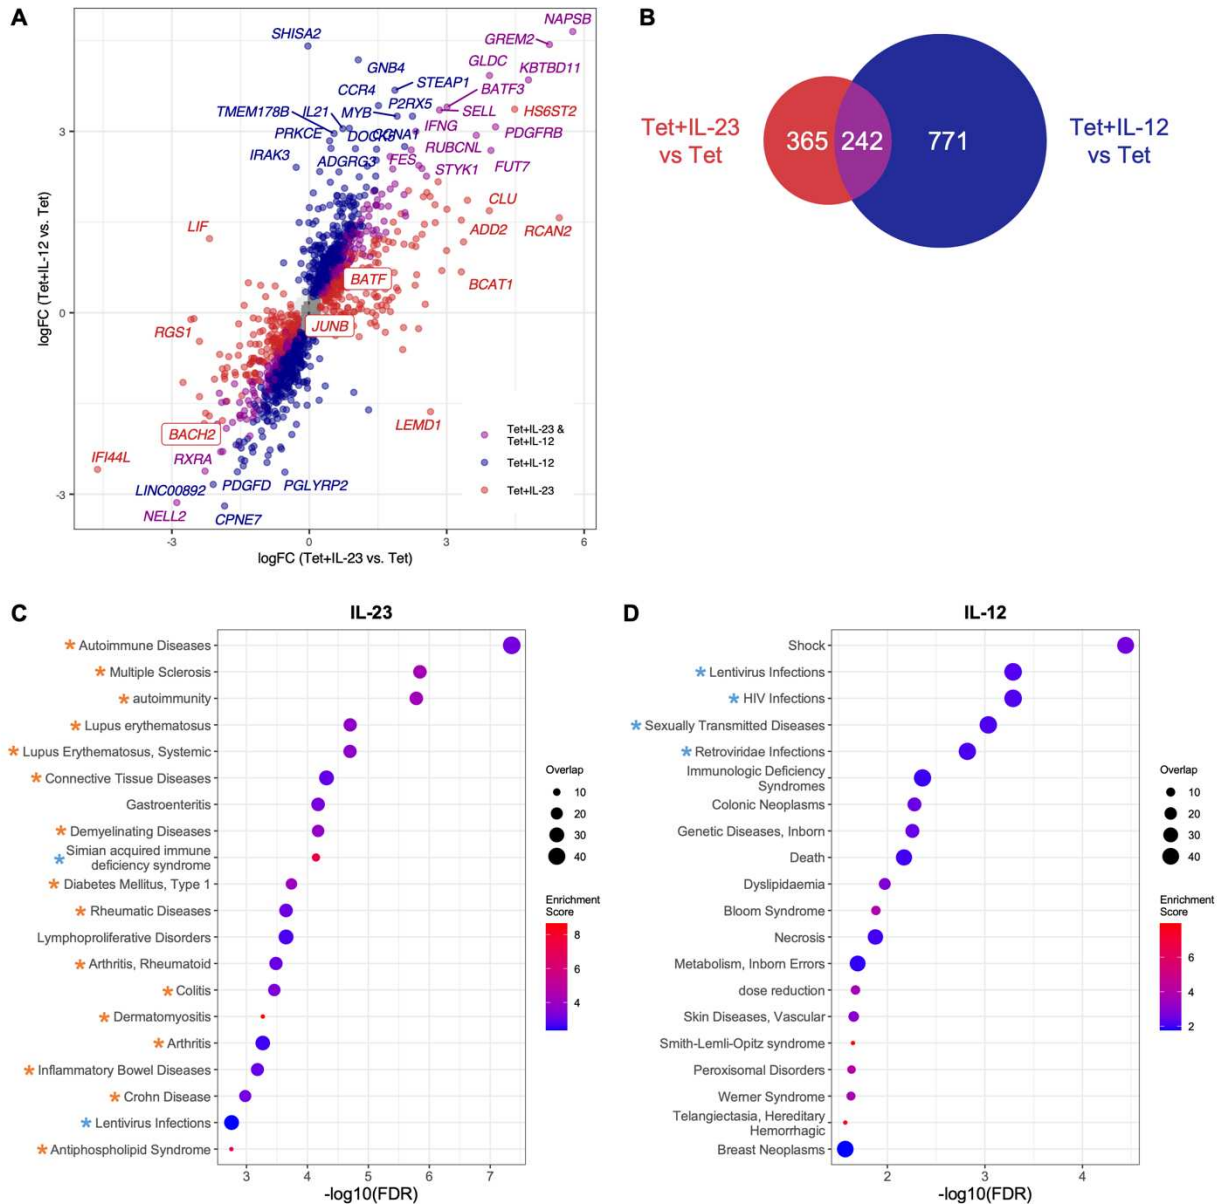 A
NAPSB
SHISA2
GREM2
GNB4
GLDC
KBTBD11
STEAP1
CCR4
BATF3
TMEM178B
IL21
MYB
P2RX5
SELL
HS6ST2
PRKCE
DOCK5
CCNA1
IFNG
PDGFRB
IRAK3
ADGRG3
FES
RUBCNL
STYK1
FUT7
CLU
LIF
ADD2
RCAN2
BATF
BCAT1
RGS1
JUNB
LEMD1
BACH2
IFI44L
RXRA
LINC00892
PDGFD
PGLYRP2
NELL2
CPNE7
Tet+IL-23 &
Tet+IL-12
Tet+IL-12
Tet+IL-23
3
0
-3
-3
0
3
6
logFC (Tet+IL-12 vs. Tet)
logFC (Tet+IL-23 vs. Tet)
B
Tet+IL-23
vs Tet
365
242
771
Tet+IL-12
vs Tet
C
IL-23
* Autoimmune Diseases
* Multiple Sclerosis
* autoimmunity
* Lupus erythematosus
* Lupus Erythematosus, Systemic
* Connective Tissue Diseases
Gastroenteritis
* Demyelinating Diseases
* Simian acquired immune
deficiency syndrome
* Diabetes Mellitus, Type 1
* Rheumatic Diseases
Lymphoproliferative Disorders
* Arthritis, Rheumatoid
* Colitis
* Dermatomyositis
* Arthritis
* Inflammatory Bowel Diseases
* Crohn Disease
* Lentivirus Infections
* Antiphospholipid Syndrome
3
4
5
6
7
-log10(FDR)
Overlap
10
20
30
40
Enrichment
Score
8
6
4
D
IL-12
Shock
* Lentivirus Infections
* HIV Infections
* Sexually Transmitted Diseases
* Retroviridae Infections
Immunologic Deficiency
Syndromes
Colonic Neoplasms
Genetic Diseases, Inborn
Death
Dyslipidaemia
Bloom Syndrome
Necrosis
Metabolism, Inborn Errors
dose reduction
Skin Diseases, Vascular
Smith-Lemli-Opitz syndrome
Peroxisomal Disorders
Werner Syndrome
Telangiectasia, Hereditary
Hemorrhagic
Breast Neoplasms
2
3
4
-log10(FDR)
Overlap
10
20
30
40
Enrichment
Score
6
4
2